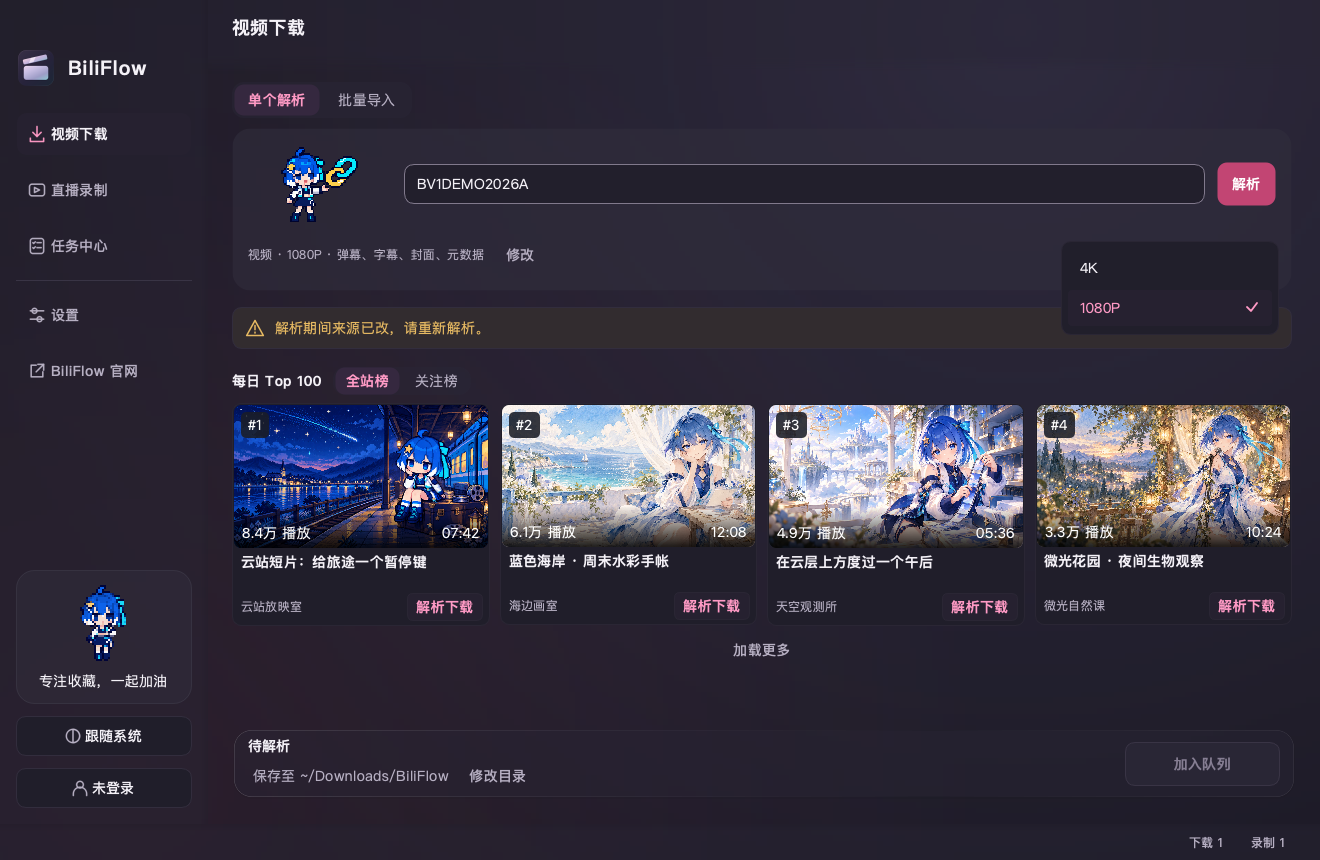 视频下载
BiliFlow
视频下载
直播录制
任务中心
设置
BiliFlow 官网
单个解析
批量导入
BV1DEMO2026A
解析
视频 · 1080P · 弹幕、字幕、封面、元数据
修改
4K
1080P
解析期间来源已改，请重新解析。
每日 Top 100
全站榜
关注榜
#1
8.4万 播放
07:42
云站短片：给旅途一个暂停键
云站放映室
解析下载
#2
6.1万 播放
12:08
蓝色海岸 · 周末水彩手帐
海边画室
解析下载
#3
4.9万 播放
05:36
在云层上方度过一个午后
天空观测所
解析下载
#4
3.3万 播放
10:24
微光花园 · 夜间生物观察
微光自然课
解析下载
加载更多
专注收藏，一起加油
跟随系统
未登录
待解析
保存至 ~/Downloads/BiliFlow
修改目录
加入队列
下载 1
录制 1